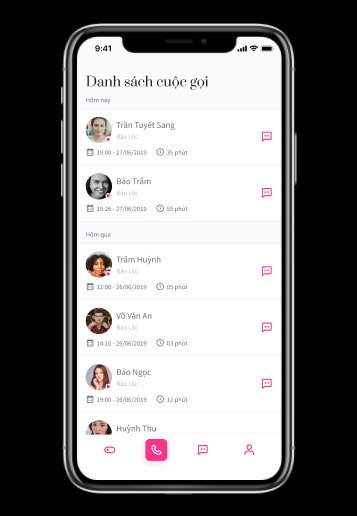 9:41
Danh sách cuộc gọi
Hôm nay
Trần Tuyết Sang
Bảo Lộc
19:00 - 27/06/2019 35 phút
Bảo Trâm
Bảo Lộc
15:26 - 27/06/2019 55 phút
Hôm qua
Trâm Huỳnh
Bảo Lộc
12:00 - 26/06/2019 05 phút
Võ Văn An
Bảo Lộc
14:10 - 26/06/2019 03 phút
Bảo Ngọc
Bảo Lộc
19:00 - 26/06/2019 12 phút
Huỳnh Thu